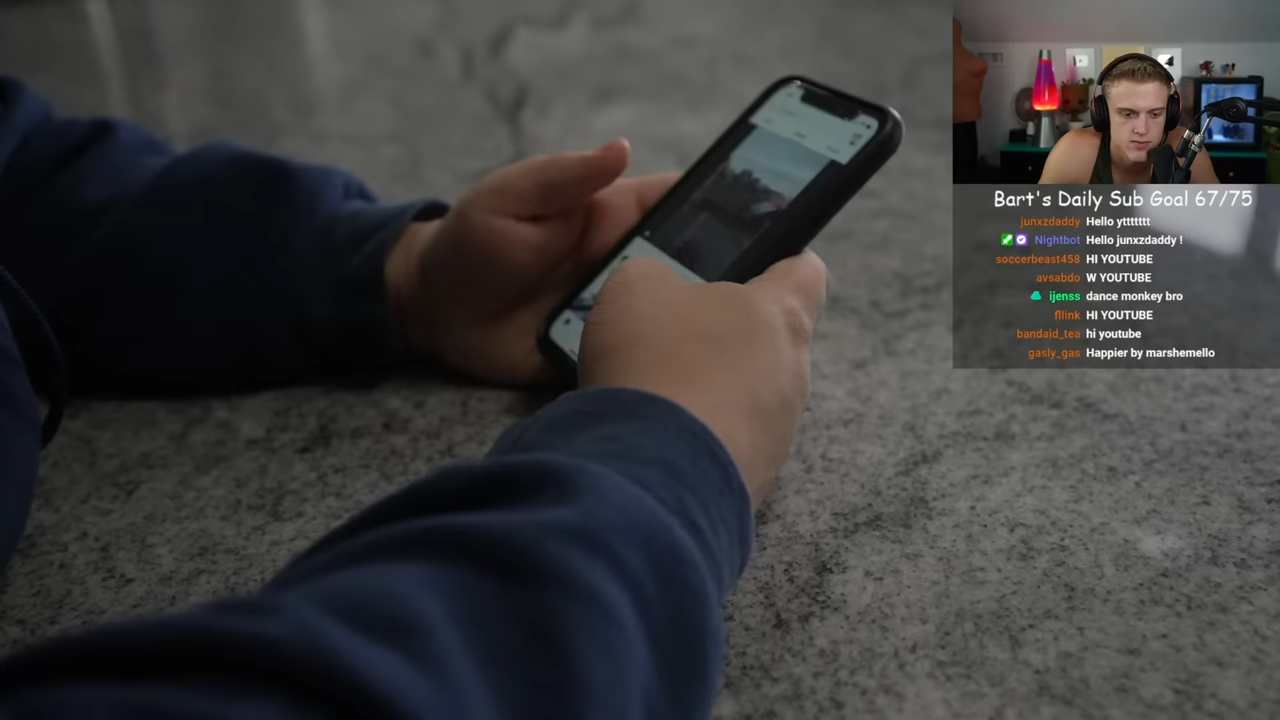 Bart's Daily Sub Goal 67/75
junxzdaddy Hello yttttttt
Nightbot Hello junxzdaddy !
soccerbeast458 HI YOUTUBE
avsabdo W YOUTUBE
ijenss dance monkey bro
fllink HI YOUTUBE
bandaid_tea hi youtube
gasly_gas Happier by marshemello